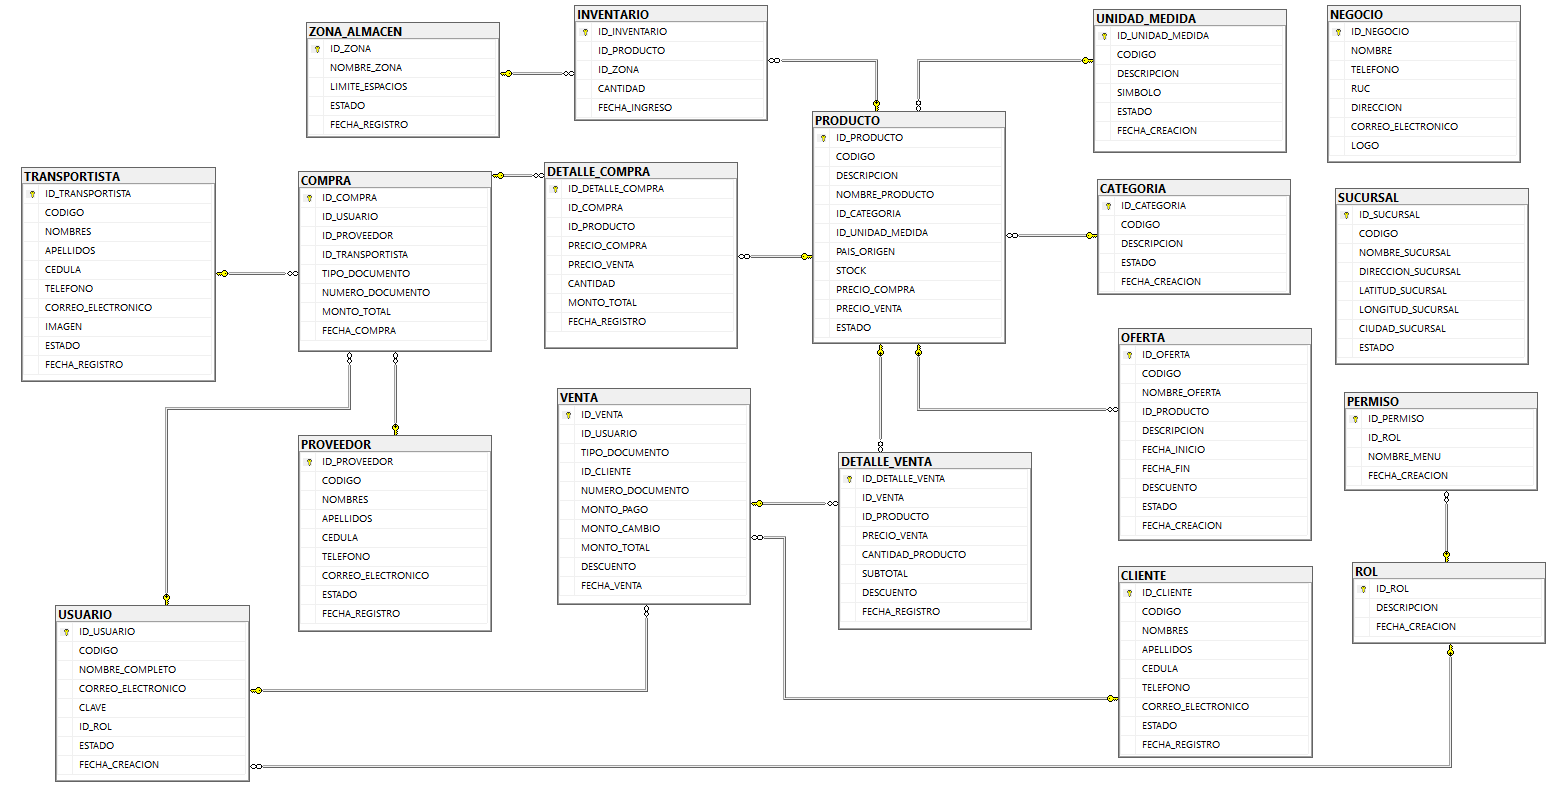 ZONA_ALMACEN
ID_ZONA
NOMBRE_ZONA
LIMITE_ESPACIOS
ESTADO
FECHA_REGISTRO
INVENTARIO
ID_INVENTARIO
ID_PRODUCTO
ID_ZONA
CANTIDAD
FECHA_INGRESO
UNIDAD_MEDIDA
ID_UNIDAD_MEDIDA
CODIGO
DESCRIPCION
SIMBOLO
ESTADO
FECHA_CREACION
NEGOCIO
ID_NEGOCIO
NOMBRE
TELEFONO
RUC
DIRECCION
CORREO_ELECTRONICO
LOGO
TRANSPORTISTA
ID_TRANSPORTISTA
CODIGO
NOMBRES
APELLIDOS
CEDULA
TELEFONO
CORREO_ELECTRONICO
IMAGEN
ESTADO
FECHA_REGISTRO
COMPRA
ID_COMPRA
ID_USUARIO
ID_PROVEEDOR
ID_TRANSPORTISTA
TIPO_DOCUMENTO
NUMERO_DOCUMENTO
MONTO_TOTAL
FECHA_COMPRA
DETALLE_COMPRA
ID_DETALLE_COMPRA
ID_COMPRA
ID_PRODUCTO
PRECIO_COMPRA
PRECIO_VENTA
CANTIDAD
MONTO_TOTAL
FECHA_REGISTRO
PRODUCTO
ID_PRODUCTO
CODIGO
DESCRIPCION
NOMBRE_PRODUCTO
ID_CATEGORIA
ID_UNIDAD_MEDIDA
PAIS_ORIGEN
STOCK
PRECIO_COMPRA
PRECIO_VENTA
ESTADO
CATEGORIA
ID_CATEGORIA
CODIGO
DESCRIPCION
ESTADO
FECHA_CREACION
SUCURSAL
ID_SUCURSAL
CODIGO
NOMBRE_SUCURSAL
DIRECCION_SUCURSAL
LATITUD_SUCURSAL
LONGITUD_SUCURSAL
CIUDAD_SUCURSAL
ESTADO
PROVEEDOR
ID_PROVEEDOR
CODIGO
NOMBRES
APELLIDOS
CEDULA
TELEFONO
CORREO_ELECTRONICO
ESTADO
FECHA_REGISTRO
VENTA
ID_VENTA
ID_USUARIO
TIPO_DOCUMENTO
ID_CLIENTE
NUMERO_DOCUMENTO
MONTO_PAGO
MONTO_CAMBIO
MONTO_TOTAL
DESCUENTO
FECHA_VENTA
DETALLE_VENTA
ID_DETALLE_VENTA
ID_VENTA
ID_PRODUCTO
PRECIO_VENTA
CANTIDAD_PRODUCTO
SUBTOTAL
DESCUENTO
FECHA_REGISTRO
OFERTA
ID_OFERTA
CODIGO
NOMBRE_OFERTA
ID_PRODUCTO
DESCRIPCION
FECHA_INICIO
FECHA_FIN
DESCUENTO
ESTADO
FECHA_CREACION
PERMISO
ID_PERMISO
ID_ROL
NOMBRE_MENU
FECHA_CREACION
USUARIO
ID_USUARIO
CODIGO
NOMBRE_COMPLETO
CORREO_ELECTRONICO
CLAVE
ID_ROL
ESTADO
FECHA_CREACION
CLIENTE
ID_CLIENTE
CODIGO
NOMBRES
APELLIDOS
CEDULA
TELEFONO
CORREO_ELECTRONICO
ESTADO
FECHA_REGISTRO
ROL
ID_ROL
DESCRIPCION
FECHA_CREACION